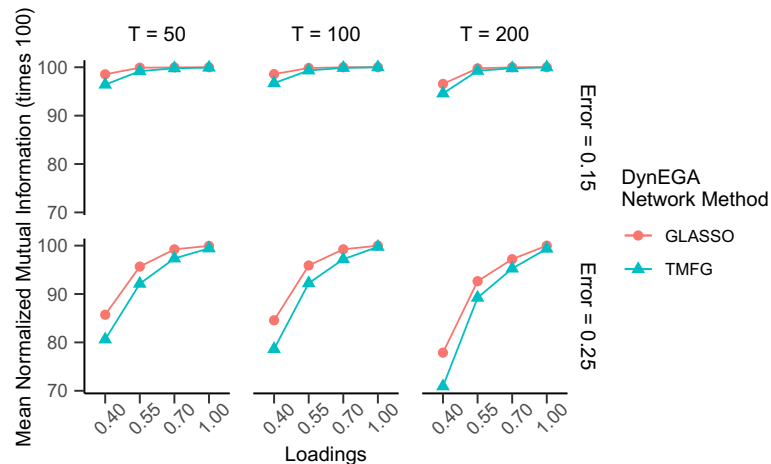 T = 50
T = 100
T = 200
Mean Normalized Mutual Information (times 100)
100
90
80
70
Error = 0.15
100
90
80
70
Error = 0.25
0.40
0.55
0.70
1.00
0.40
0.55
0.70
1.00
0.40
0.55
0.70
1.00
Loadings
DynEGA
Network Method
GLASSO
TMFG